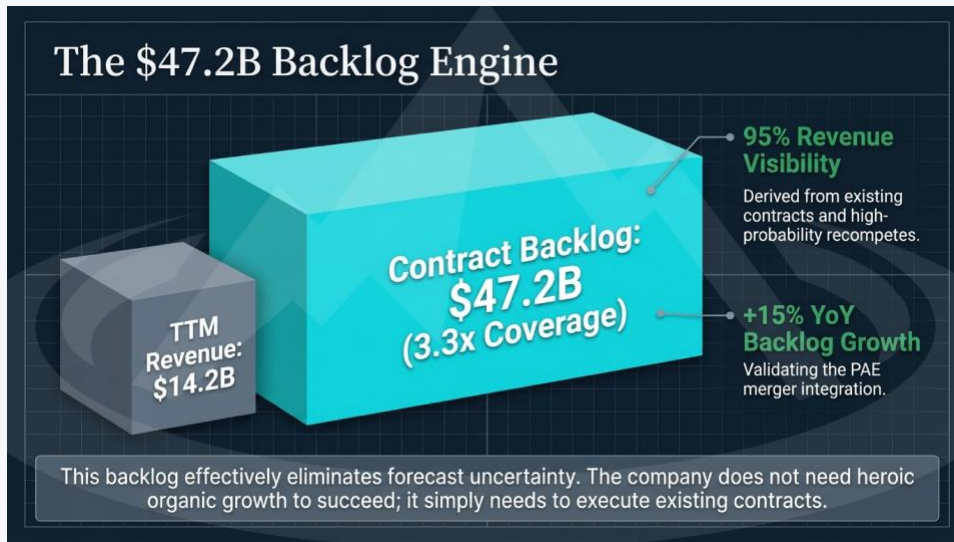 The $47.2B Backlog Engine
TTM
Revenue:
$14.2B
Contract Backlog:
$47.2B
(3.3x Coverage)
95% Revenue
Visibility
Derived from existing
contracts and high-
probability recompetes.
+15% YoY
Backlog Growth
Validating the PAE
merger integration.
This backlog effectively eliminates forecast uncertainty. The company does not need heroic
organic growth to succeed; it simply needs to execute existing contracts.